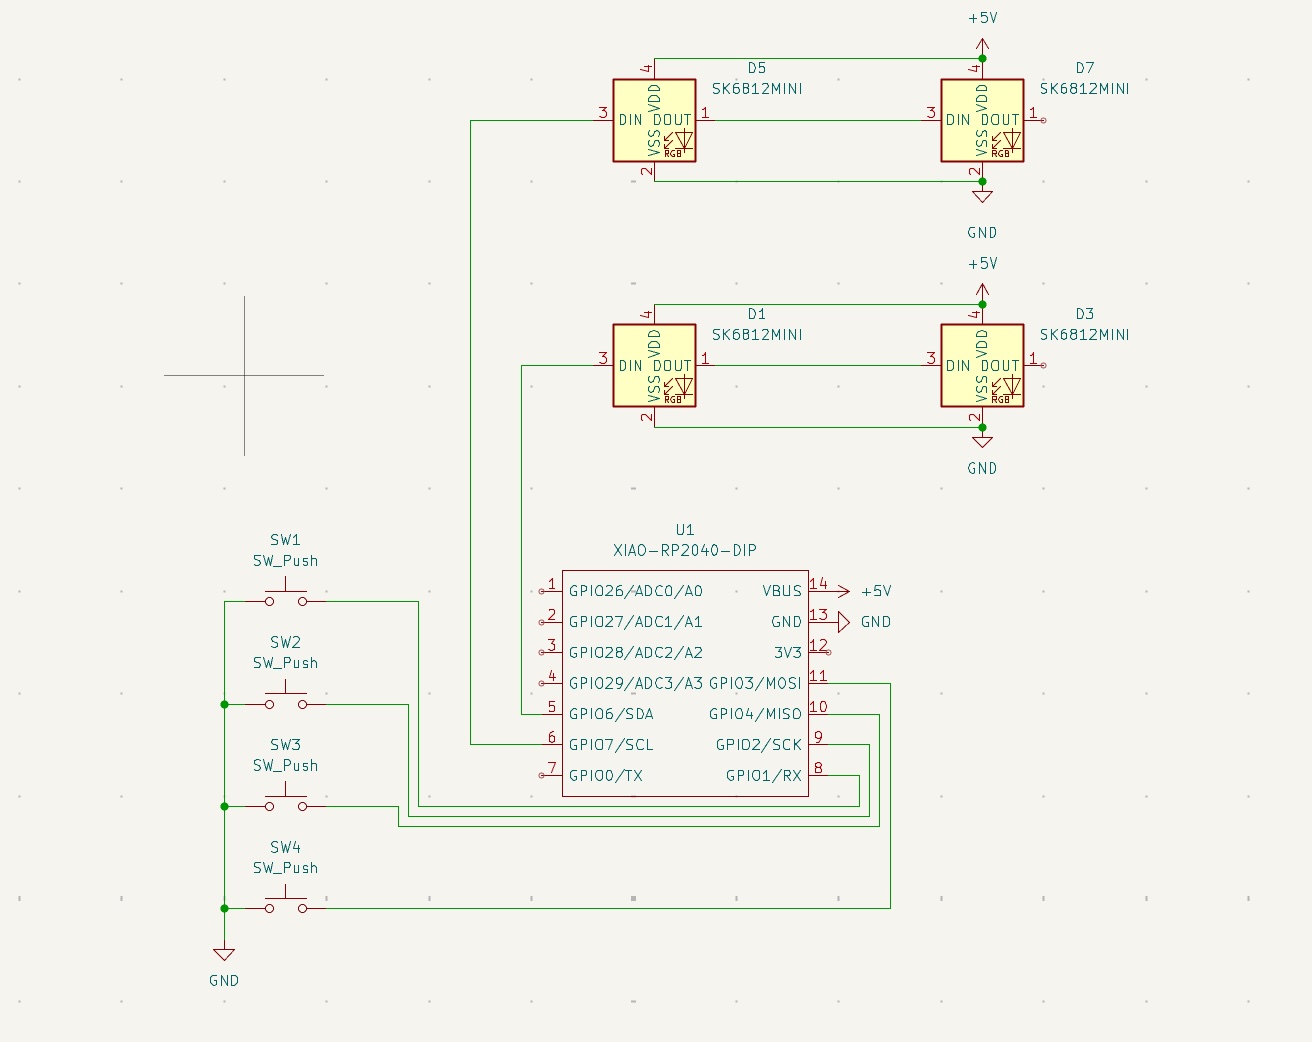 +5V
D5
SK6812MINI
D7
SK6812MINI
4
VDD
3
DIN
DOUT
1
VSS
RGB
2
4
VDD
3
DIN
DOUT
1
VSS
RGB
2
GND
+5V
D1
SK6812MINI
D3
SK6812MINI
4
VDD
3
DIN
DOUT
1
VSS
RGB
2
4
VDD
3
DIN
DOUT
1
VSS
RGB
2
GND
U1
XIAO-RP2040-DIP
1 GPIO26/ADC0/A0 VBUS 14 +5V
2 GPIO27/ADC1/A1 GND 13 GND
3 GPIO28/ADC2/A2 3V3 12
4 GPIO29/ADC3/A3 GPIO3/MOSI 11
5 GPIO6/SDA GPIO4/MISO 10
6 GPIO7/SCL GPIO2/SCK 9
7 GPIO0/TX GPIO1/RX 8
SW1
SW_Push
SW2
SW_Push
SW3
SW_Push
SW4
SW_Push
GND